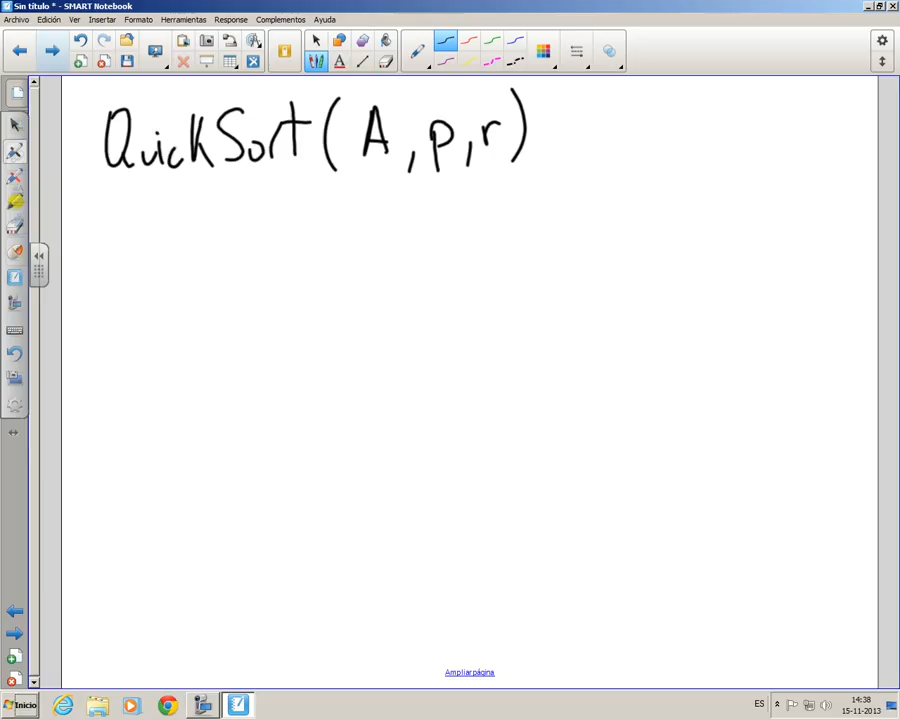 Sin título * - SMART Notebook
Archivo Edición Ver Insertar Formato Herramientas Response Complementos Ayuda
QuickSort(A,p,r)
Ampliar página
Inicio
ES
14:38
15-11-2013